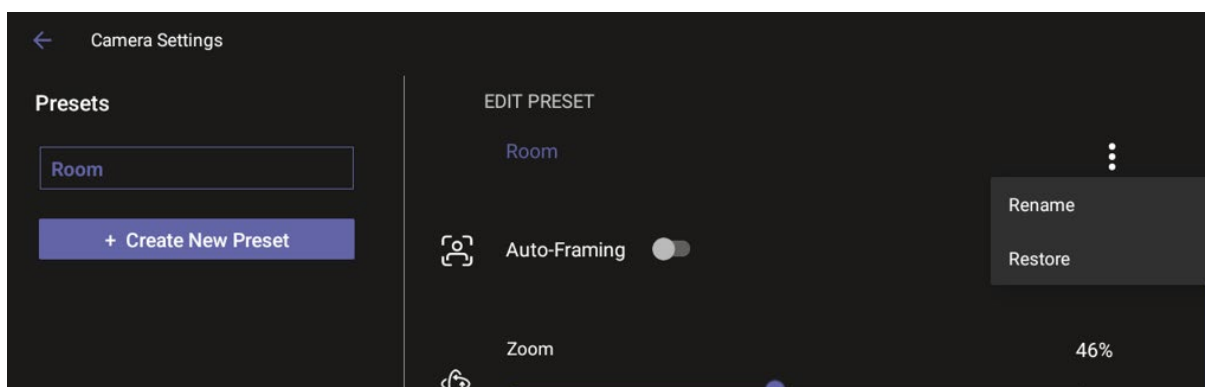 Camera Settings
Presets
Room
+ Create New Preset
EDIT PRESET
Room
Rename
Restore
Auto-Framing
Zoom
46%